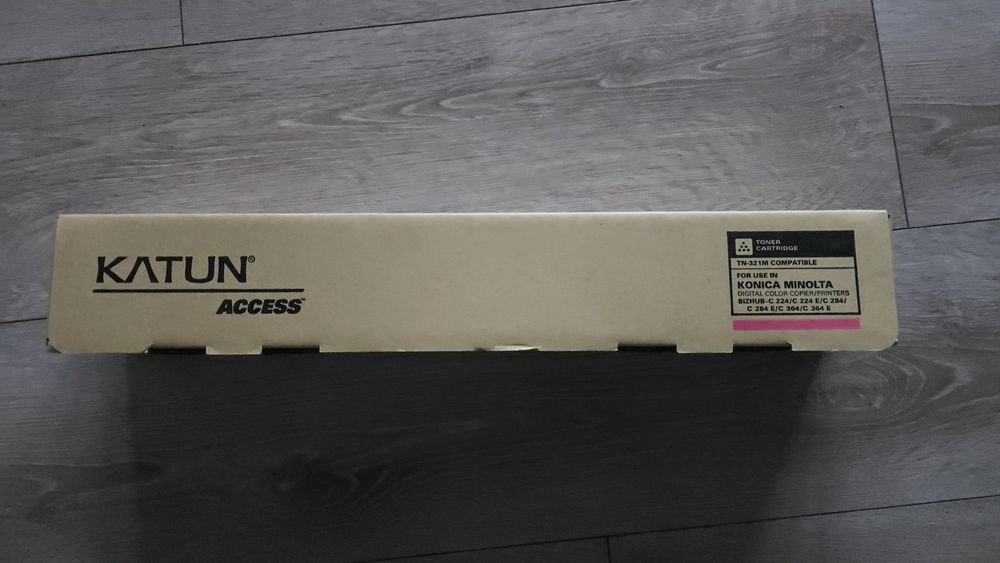 KATUN®
ACCESS™
TONER
CARTRIDGE
TN-321M COMPATIBLE
FOR USE IN
KONICA MINOLTA
DIGITAL COLOR COPIER/PRINTERS
BIZHUB-C 224/C 224 E/C 284/
C 284 E/C 364/C 364 E